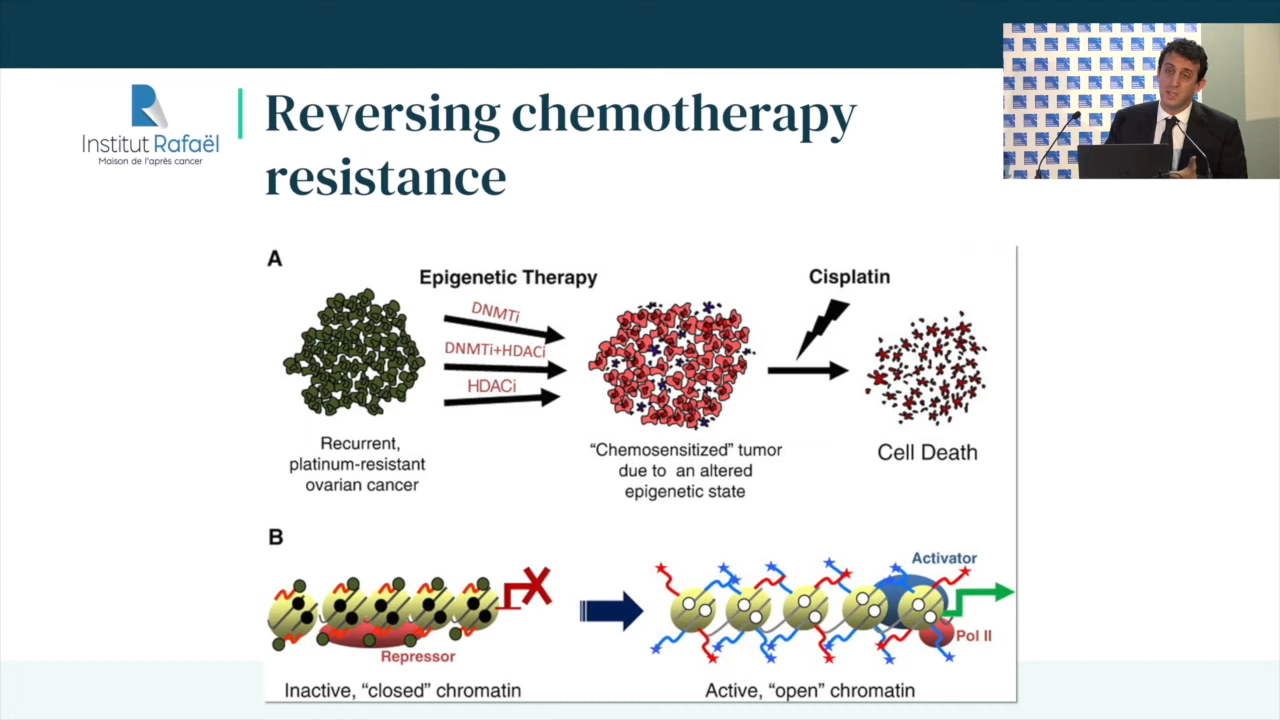 Institut Rafaël
Maison de l'après cancer
Reversing chemotherapy
resistance
A
Epigenetic Therapy
DNMTi
DNMTi+HDACi
HDACi
Cisplatin
Recurrent,
platinum-resistant
ovarian cancer
“Chemosensitized” tumor
due to an altered
epigenetic state
Cell Death
B
Repressor
Activator
Pol II
Inactive, “closed” chromatin
Active, “open” chromatin